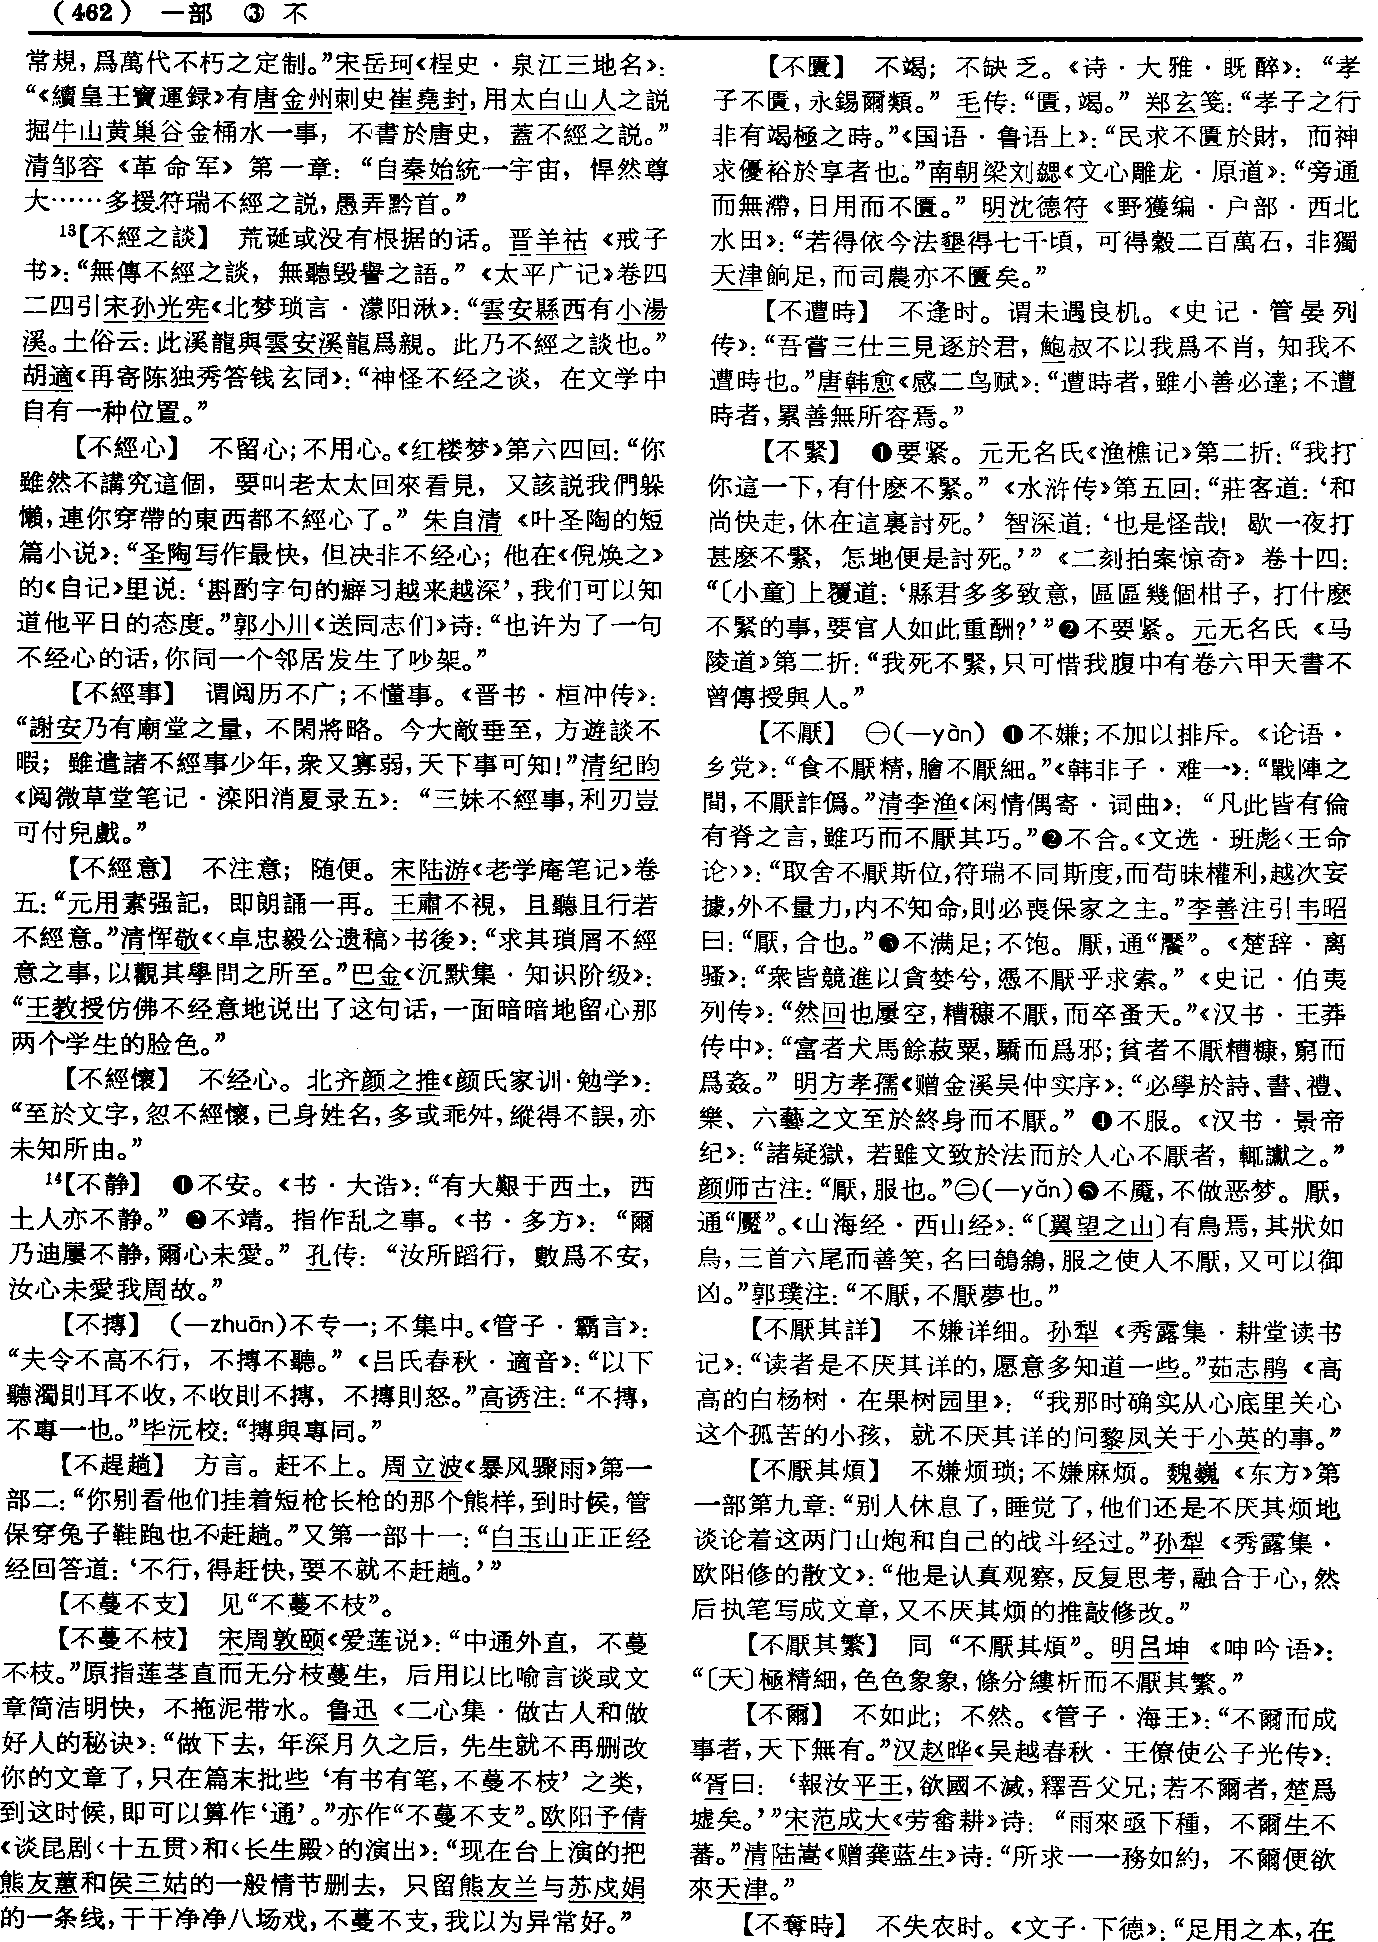 （462） 一部 ③ 不
常規，爲萬代不朽之定制。”宋岳珂《桯史·泉江三地名》：
“《續皇王寶運録》有唐金州刺史崔堯封，用太白山人之説
掘牛山黄巢谷金桶水一事，不書於唐史，蓋不經之説。”
清邹容《革命军》第一章：“自秦始統一宇宙，悍然尊
大……多援符瑞不經之説，愚弄黔首。”
¹³【不經之談】 荒诞或没有根据的话。晋羊祜《戒子
书》：“無傳不經之談，無聽毀譽之語。”《太平广记》卷四
二四引宋孙光宪《北梦琐言·濛阳湫》：“雲安縣西有小湯
溪。土俗云：此溪龍與雲安溪龍爲親。此乃不經之談也。”
胡適《再寄陈独秀答钱玄同》：“神怪不经之谈，在文学中
自有一种位置。”
【不經心】 不留心；不用心。《红楼梦》第六四回：“你
雖然不講究這個，要叫老太太回來看見，又該説我們躲
懶，連你穿帶的東西都不經心了。”朱自清《叶圣陶的短
篇小说》：“圣陶写作最快，但决非不经心；他在《倪焕之》
的《自记》里说：‘斟酌字句的癖习越来越深’，我们可以知
道他平日的态度。”郭小川《送同志们》诗：“也许为了一句
不经心的话，你同一个邻居发生了吵架。”
【不經事】 谓阅历不广；不懂事。《晋书·桓冲传》：
“謝安乃有廟堂之量，不閑將略。今大敵垂至，方遊談不
暇；雖遣諸不經事少年，衆又寡弱，天下事可知！”清纪昀
《阅微草堂笔记·滦阳消夏录五》：“三妹不經事，利刃豈
可付兒戲。”
【不經意】 不注意；随便。宋陆游《老学庵笔记》卷
五：“元用素强記，即朗誦一再。王肅不視，且聽且行若
不經意。”清恽敬《〈卓忠毅公遗稿〉书後》：“求其瑣屑不經
意之事，以觀其學問之所至。”巴金《沉默集·知识阶级》：
“王教授仿佛不经意地说出了这句话，一面暗暗地留心那
两个学生的脸色。”
【不經懷】 不经心。北齐颜之推《颜氏家训·勉学》：
“至於文字，忽不經懷，己身姓名，多或乖舛，縱得不誤，亦
未知所由。”
¹⁴【不静】 ❶不安。《书·大诰》：“有大艱于西土，西
土人亦不静。”❷不靖。指作乱之事。《书·多方》：“爾
乃迪屢不静，爾心未愛。”孔传：“汝所蹈行，數爲不安，
汝心未愛我周故。”
【不摶】 （—zhuān）不专一；不集中。《管子·霸言》：
“夫令不高不行，不摶不聽。”《吕氏春秋·適音》：“以下
聽濁則耳不收，不收則不摶，不摶則怒。”高诱注：“不摶，
不專一也。”毕沅校：“摶與專同。”
【不趕趟】 方言。赶不上。周立波《暴风骤雨》第一
部二：“你别看他们挂着短枪长枪的那个熊样，到时候，管
保穿兔子鞋跑也不赶趟。”又第一部十一：“白玉山正正经
经回答道：‘不行，得赶快，要不就不赶趟。’”
【不蔓不支】 见“不蔓不枝”。
【不蔓不枝】 宋周敦颐《爱莲说》：“中通外直，不蔓
不枝。”原指莲茎直而无分枝蔓生，后用以比喻言谈或文
章简洁明快，不拖泥带水。鲁迅《二心集·做古人和做
好人的秘诀》：“做下去，年深月久之后，先生就不再删改
你的文章了，只在篇末批些‘有书有笔，不蔓不枝’之类，
到这时候，即可以算作‘通’。”亦作“不蔓不支”。欧阳予倩
《谈昆剧〈十五贯〉和〈长生殿〉的演出》：“现在台上演的把
熊友蕙和侯三姑的一般情节删去，只留熊友兰与苏戍娟
的一条线，干干净净八场戏，不蔓不支，我以为异常好。”
【不匱】 不竭；不缺乏。《诗·大雅·既醉》：“孝
子不匱，永錫爾類。”毛传：“匱，竭。”郑玄笺：“孝子之行
非有竭極之時。”《国语·鲁语上》：“民求不匱於財，而神
求優裕於享者也。”南朝梁刘勰《文心雕龙·原道》：“旁通
而無滯，日用而不匱。”明沈德符《野獲编·户部·西北
水田》：“若得依今法墾得七千頃，可得穀二百萬石，非獨
天津餉足，而司農亦不匱矣。”
【不遭時】 不逢时。谓未遇良机。《史记·管晏列
传》：“吾嘗三仕三見逐於君，鮑叔不以我爲不肖，知我不
遭時也。”唐韩愈《感二鸟赋》：“遭時者，雖小善必達；不遭
時者，累善無所容焉。”
【不緊】 ❶要紧。元无名氏《渔樵记》第二折：“我打
你這一下，有什麽不緊。”《水浒传》第五回：“莊客道：‘和
尚快走，休在這裏討死。’智深道：‘也是怪哉！歇一夜打
甚麽不緊，怎地便是討死。’”《二刻拍案惊奇》卷十四：
“〔小童〕上覆道：‘縣君多多致意，區區幾個柑子，打什麽
不緊的事，要官人如此重酬？’”❷不要紧。元无名氏《马
陵道》第二折：“我死不緊，只可惜我腹中有卷六甲天書不
曾傳授與人。”
【不厭】 ㊀（—yàn）❶不嫌；不加以排斥。《论语·
乡党》：“食不厭精，膾不厭細。”《韩非子·难一》：“戰陣之
間，不厭詐僞。”清李渔《闲情偶寄·词曲》：“凡此皆有倫
有脊之言，雖巧而不厭其巧。”❷不合。《文选·班彪〈王命
论〉》：“取舍不厭斯位，符瑞不同斯度，而苟昧權利，越次妄
據，外不量力，内不知命，則必喪保家之主。”李善注引韦昭
曰：“厭，合也。”❸不满足；不饱。厭，通“饜”。《楚辞·离
骚》：“衆皆競進以貪婪兮，憑不厭乎求索。”《史记·伯夷
列传》：“然回也屢空，糟糠不厭，而卒蚤夭。”《汉书·王莽
传中》：“富者犬馬餘菽粟，驕而爲邪；貧者不厭糟糠，窮而
爲姦。”明方孝孺《赠金溪吴仲实序》：“必學於詩、書、禮、
樂、六藝之文至於終身而不厭。”❹不服。《汉书·景帝
纪》：“諸疑獄，若雖文致於法而於人心不厭者，輒讞之。”
颜师古注：“厭，服也。”㊁（—yǎn）❺不魇，不做恶梦。厭，
通“魘”。《山海经·西山经》：“〔翼望之山〕有鳥焉，其狀如
烏，三首六尾而善笑，名曰鵸鵌，服之使人不厭，又可以御
凶。”郭璞注：“不厭，不厭夢也。”
【不厭其詳】 不嫌详细。孙犁《秀露集·耕堂读书
记》：“读者是不厌其详的，愿意多知道一些。”茹志鹃《高
高的白杨树·在果树园里》：“我那时确实从心底里关心
这个孤苦的小孩，就不厌其详的问黎凤关于小英的事。”
【不厭其煩】 不嫌烦琐；不嫌麻烦。魏巍《东方》第
一部第九章：“别人休息了，睡觉了，他们还是不厌其烦地
谈论着这两门山炮和自己的战斗经过。”孙犁《秀露集·
欧阳修的散文》：“他是认真观察，反复思考，融合于心，然
后执笔写成文章，又不厌其烦的推敲修改。”
【不厭其繁】 同“不厭其煩”。明吕坤《呻吟语》：
“〔天〕極精細，色色象象，條分縷析而不厭其繁。”
【不爾】 不如此；不然。《管子·海王》：“不爾而成
事者，天下無有。”汉赵晔《吴越春秋·王僚使公子光传》：
“胥曰：‘報汝平王，欲國不滅，釋吾父兄；若不爾者，楚爲
墟矣。’”宋范成大《劳畬耕》诗：“雨來亟下種，不爾生不
蕃。”清陆嵩《赠龚蓝生》诗：“所求一一務如約，不爾便欲
來天津。”
【不奪時】 不失农时。《文子·下德》：“足用之本，在